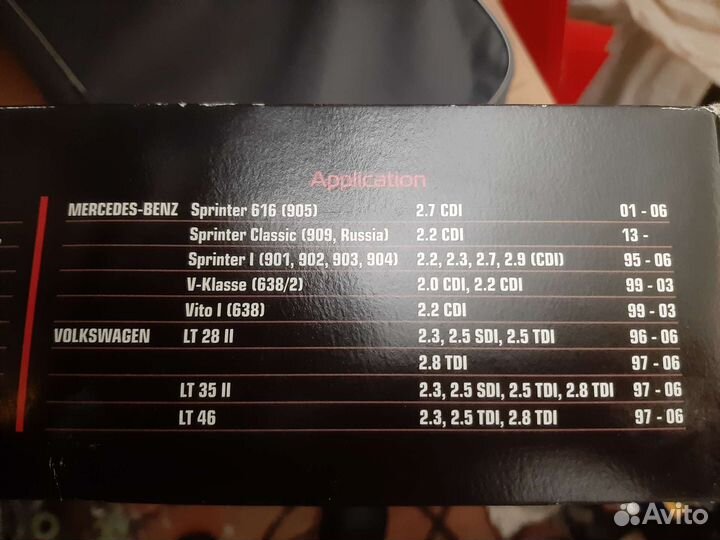 Application
MERCEDES-BENZ Sprinter 616 (905) 2.7 CDI 01 - 06
Sprinter Classic (909, Russia) 2.2 CDI 13 -
Sprinter I (901, 902, 903, 904) 2.2, 2.3, 2.7, 2.9 (CDI) 95 - 06
V-Klasse (638/2) 2.0 CDI, 2.2 CDI 99 - 03
Vito I (638) 2.2 CDI 99 - 03
VOLKSWAGEN LT 28 II 2.3, 2.5 SDI, 2.5 TDI 96 - 06
2.8 TDI 97 - 06
LT 35 II 2.3, 2.5 SDI, 2.5 TDI, 2.8 TDI 97 - 06
LT 46 2.3, 2.5 TDI, 2.8 TDI 97 - 06
Avito